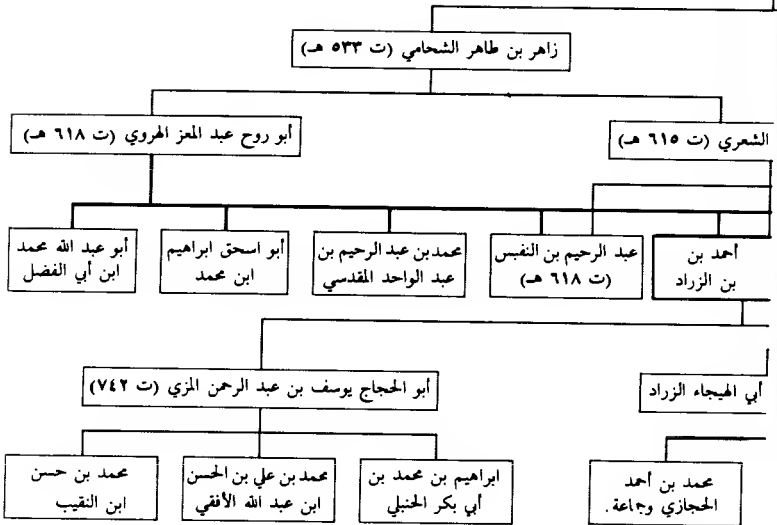 زاهر بن طاهر الشحامي (ت ٥٣٣ هـ)
الشعري (ت ٦١٥ هـ)
أبو روح عبد المعز الهروي (ت ٦١٨ هـ)
أحمد بن
بن الزراد
عبد الرحيم بن النفبس
(ت ٦١٨ هـ)
محمد بن عبد الرحيم بن
عبد الواحد المقدسي
أبو اسحق ابراهيم
ابن محمد
أبو عبد الله محمد
ابن أبي الفضل
أبي الهيجاء الزراد
أبو الحجاج يوسف بن عبد الرحمن المزي (ت ٧٤٢)
محمد بن أحمد
الحجازي وجماعة .
ابراهيم بن محمد بن
أبي بكر الحنبلي
محمد بن علي بن الحسن
ابن عبد الله الأفقي
محمد بن حسن
ابن النقيب